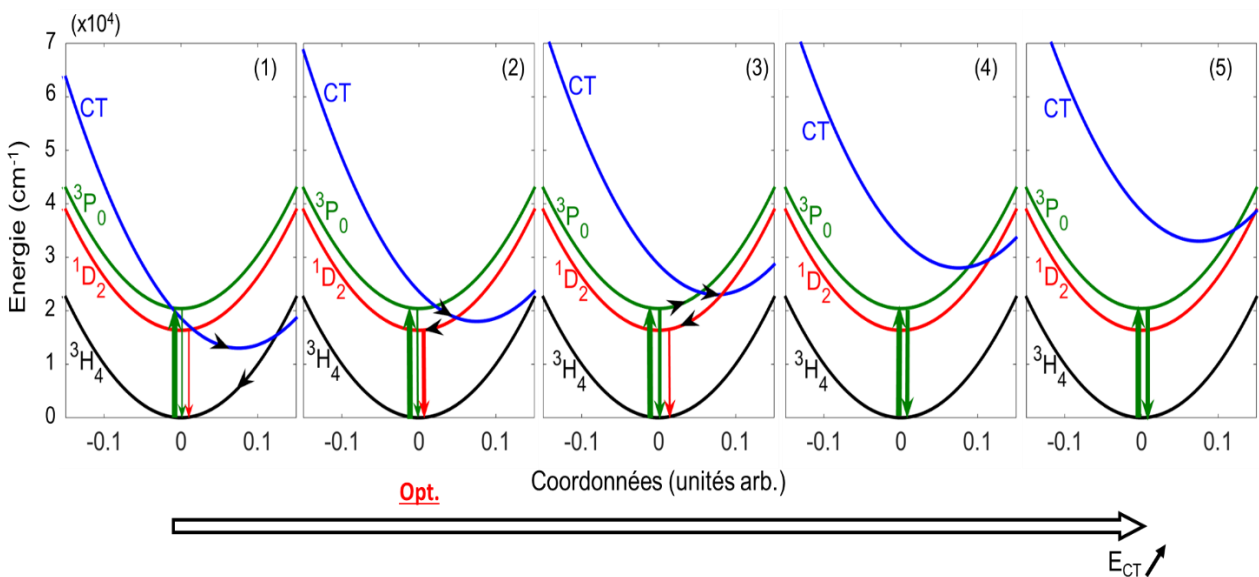 (x10⁴)
7
6
5
4
3
2
1
0
Energie (cm⁻¹)
(1)
CT
³P₀
¹D₂
³H₄
-0.1 0 0.1
(2)
CT
³P₀
¹D₂
³H₄
-0.1 0 0.1
(3)
CT
³P₀
¹D₂
³H₄
-0.1 0 0.1
(4)
CT
³P₀
¹D₂
³H₄
-0.1 0 0.1
(5)
CT
³P₀
¹D₂
³H₄
-0.1 0 0.1
Coordonnées (unités arb.)
Opt.
E_CT